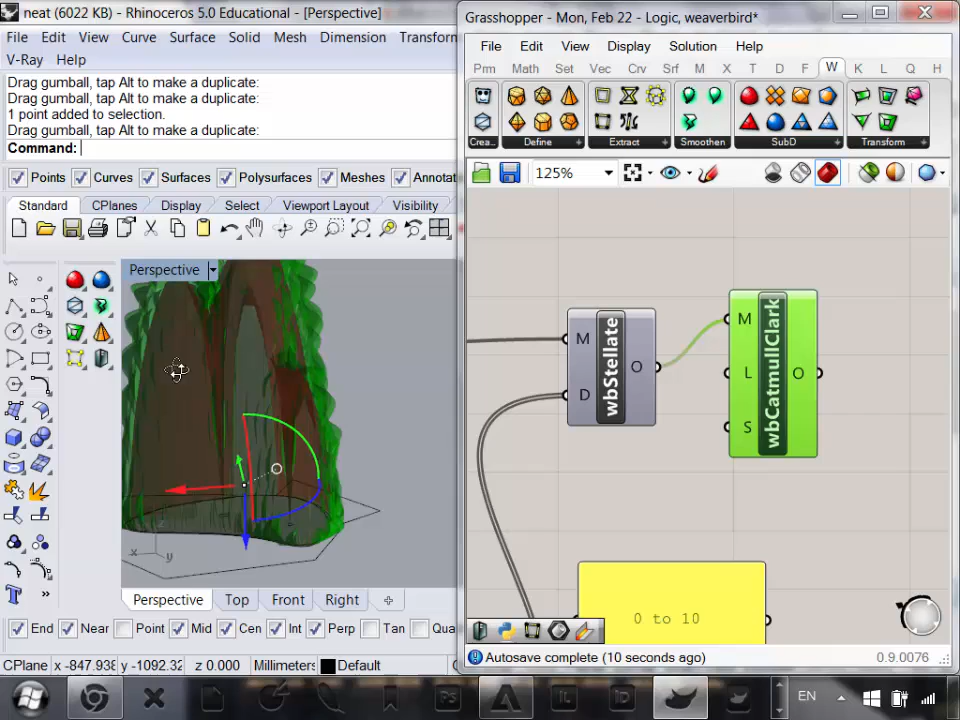 neat (6022 KB) - Rhinoceros 5.0 Educational - [Perspective]
File Edit View Curve Surface Solid Mesh Dimension Transform
V-Ray Help
Drag gumball, tap Alt to make a duplicate:
Drag gumball, tap Alt to make a duplicate:
1 point added to selection.
Drag gumball, tap Alt to make a duplicate:
Command:
Points Curves Surfaces Polysurfaces Meshes Annotat
Standard CPlanes Display Select Viewport Layout Visibility
Perspective
z
x y
Perspective Top Front Right
End Near Point Mid Cen Int Perp Tan Qua
CPlane x -847.938 y -1092.32 z 0.000 Millimeters Default
Grasshopper - Mon, Feb 22 - Logic, weaverbird*
File Edit View Display Solution Help
Prm Math Set Vec Crv Srf M X T D F W K L Q H
Crea... Define Extract Smoothen SubD Transform
125%
M
D
wbStellate
O
M
L
S
wbCatmullClark
O
0 to 10
Autosave complete (10 seconds ago) 0.9.0076
Ps Il ID EN